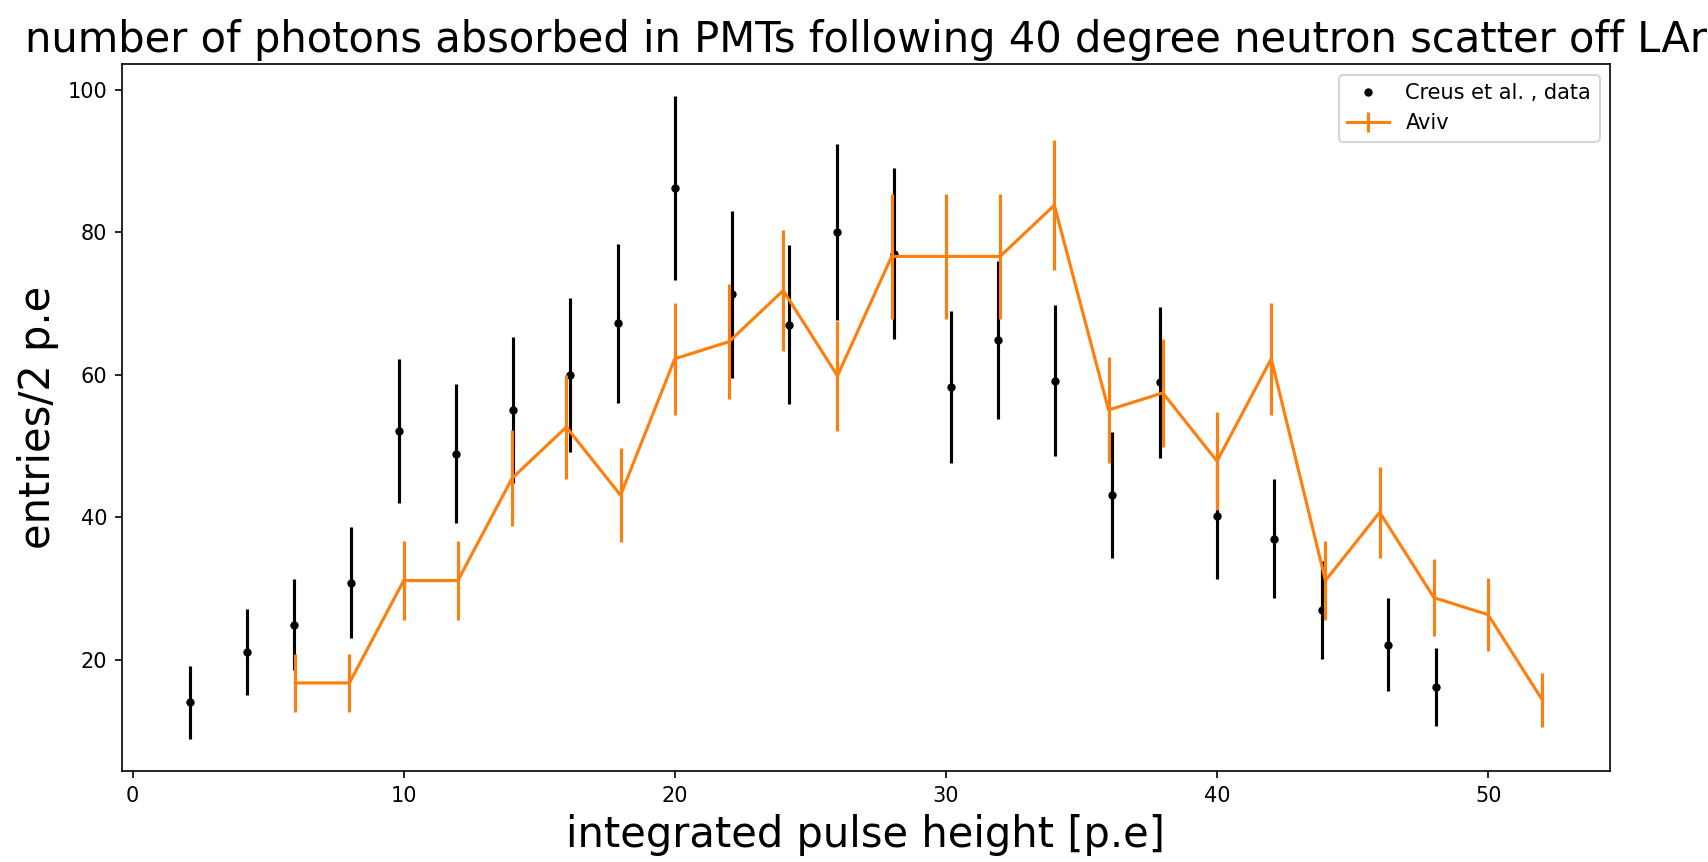 number of photons absorbed in PMTs following 40 degree neutron scatter off LAr
Creus et al. , data
Aviv
100
80
60
40
20
entries/2 p.e
0
10
20
30
40
50
integrated pulse height [p.e]